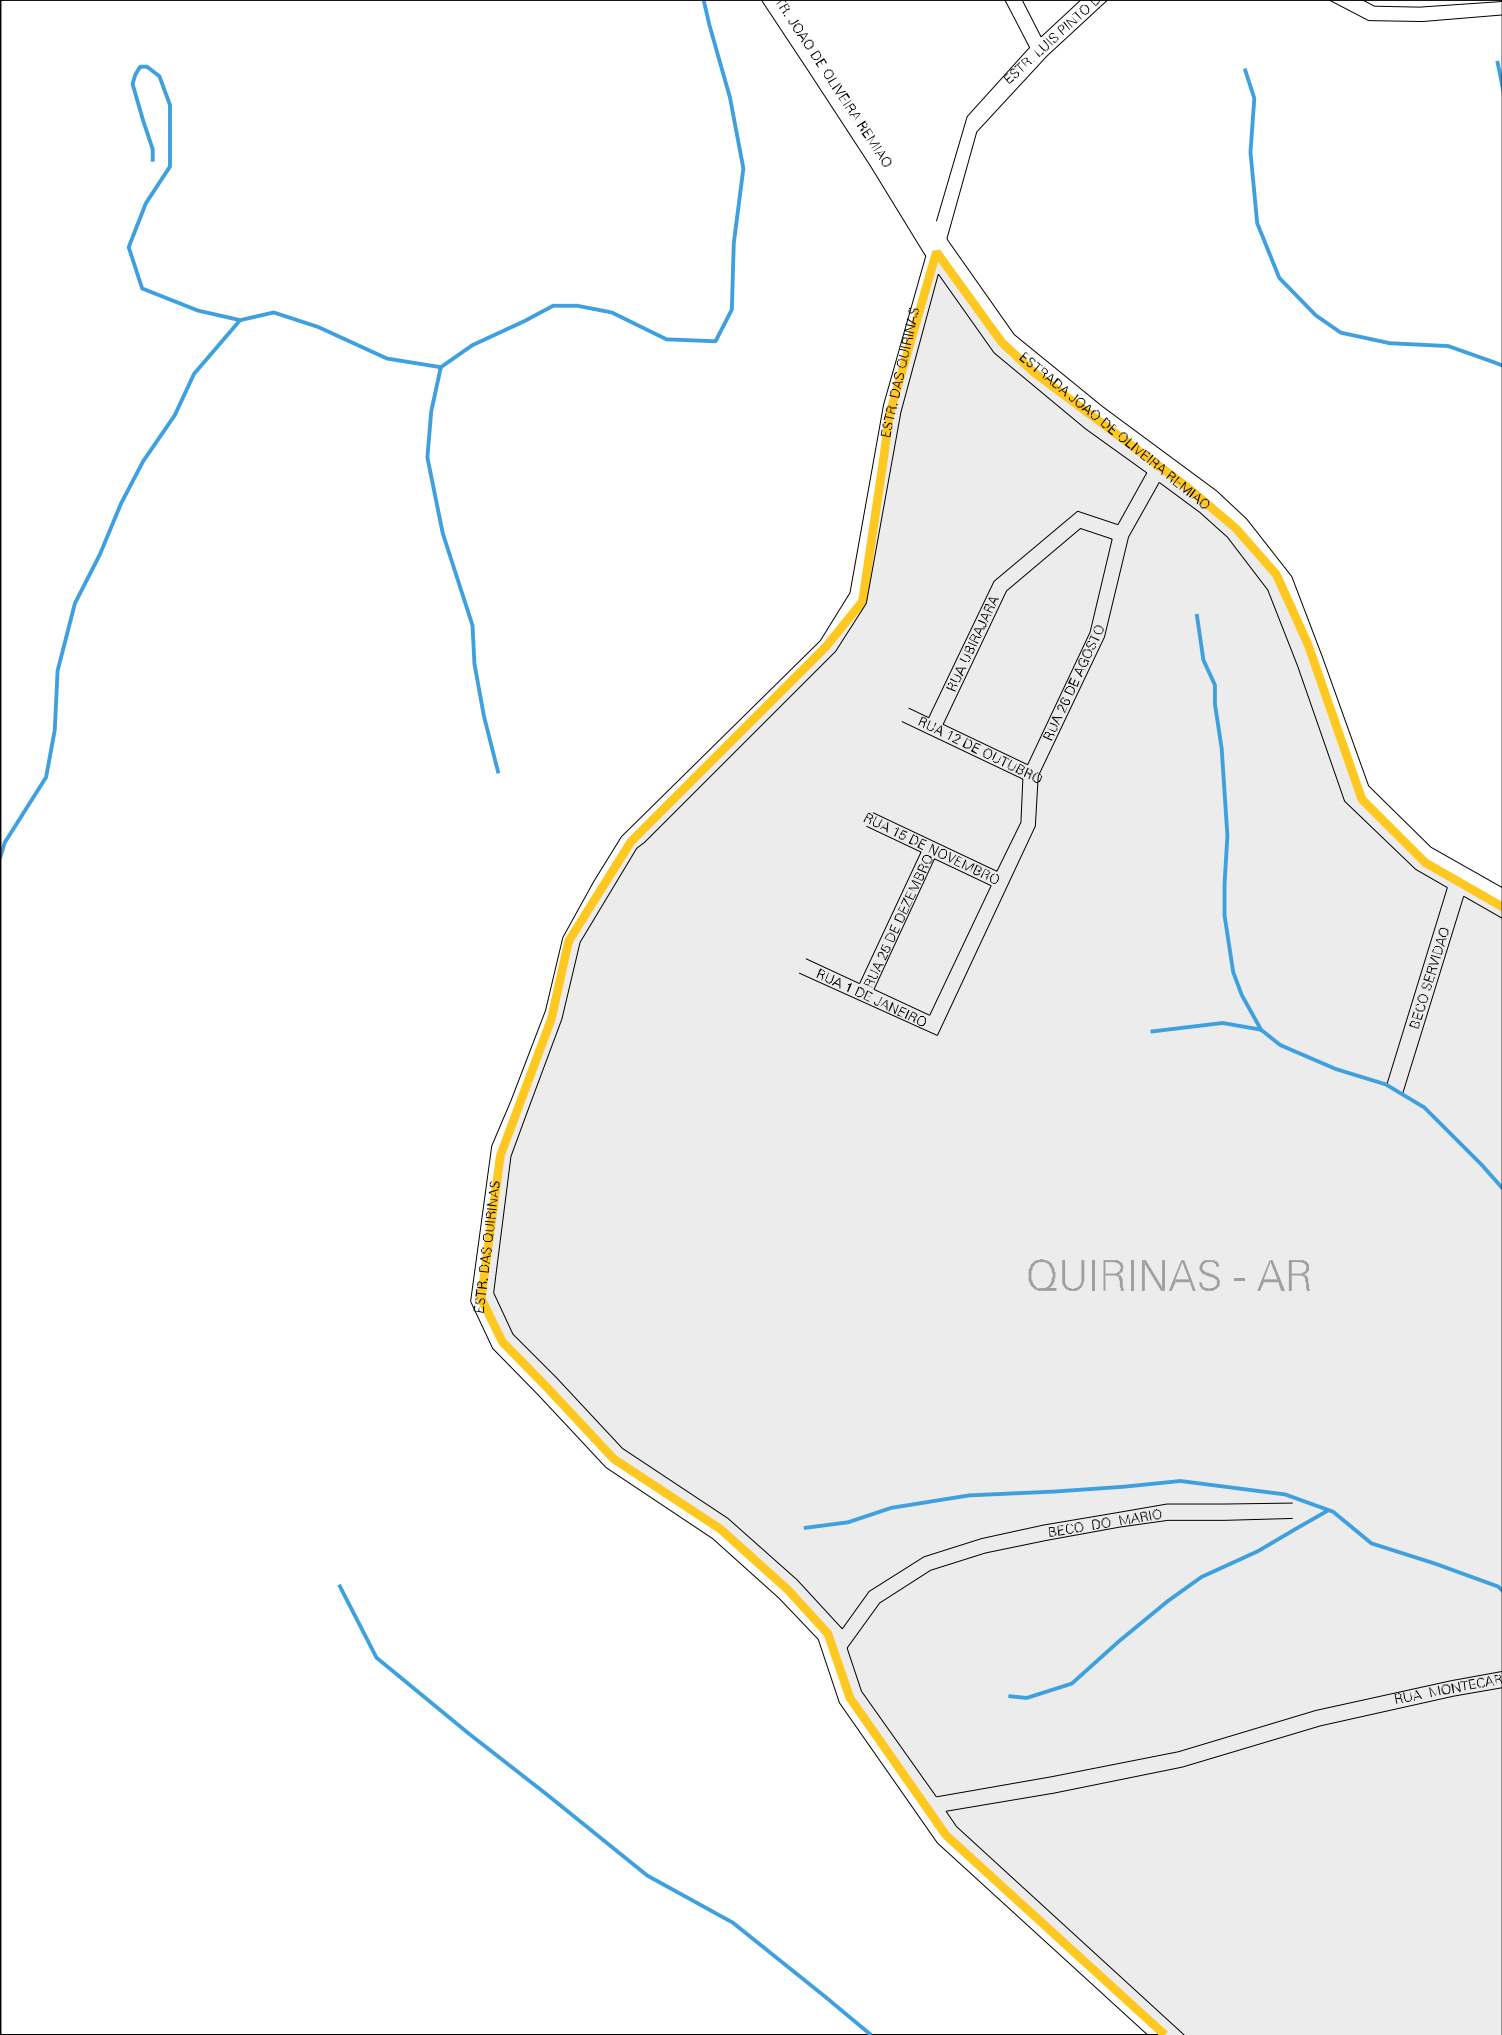 TR. JOAO DE OLIVEIRA REMIAO
ESTR. LUIS PINTO
ESTR. DAS QUIRINAS
ESTRADA JOAO DE OLIVEIRA REMIAO
RUA UBIRAJARA
RUA 26 DE AGOSTO
RUA 12 DE OUTUBRO
RUA 15 DE NOVEMBRO
RUA 25 DE DEZEMBRO
RUA 1 DE JANEIRO
BECO SERVIDAO
ESTR. DAS QUIRINAS
QUIRINAS - AR
BECO DO MARIO
RUA MONTECAR